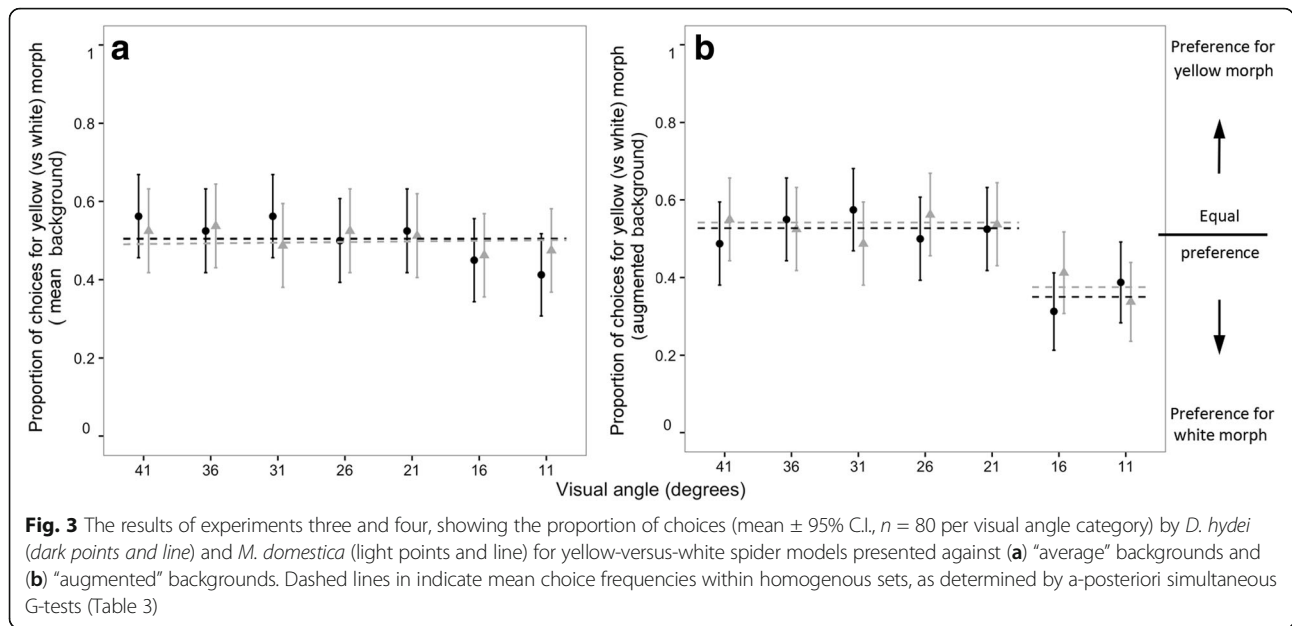 a
Proportion of choices for yellow (vs white) morph
( mean background)
1
0.8
0.6
0.4
0.2
0
41 36 31 26 21 16 11
b
Proportion of choices for yellow (vs white) morph
(augmented background)
1
0.8
0.6
0.4
0.2
0
41 36 31 26 21 16 11
Visual angle (degrees)
Preference for
yellow morph
Equal
preference
Preference for
white morph
Fig. 3 The results of experiments three and four, showing the proportion of choices (mean ± 95% C.I., n = 80 per visual angle category) by D. hydei
(dark points and line) and M. domestica (light points and line) for yellow-versus-white spider models presented against (a) “average” backgrounds and
(b) “augmented” backgrounds. Dashed lines in indicate mean choice frequencies within homogenous sets, as determined by a-posteriori simultaneous
G-tests (Table 3)